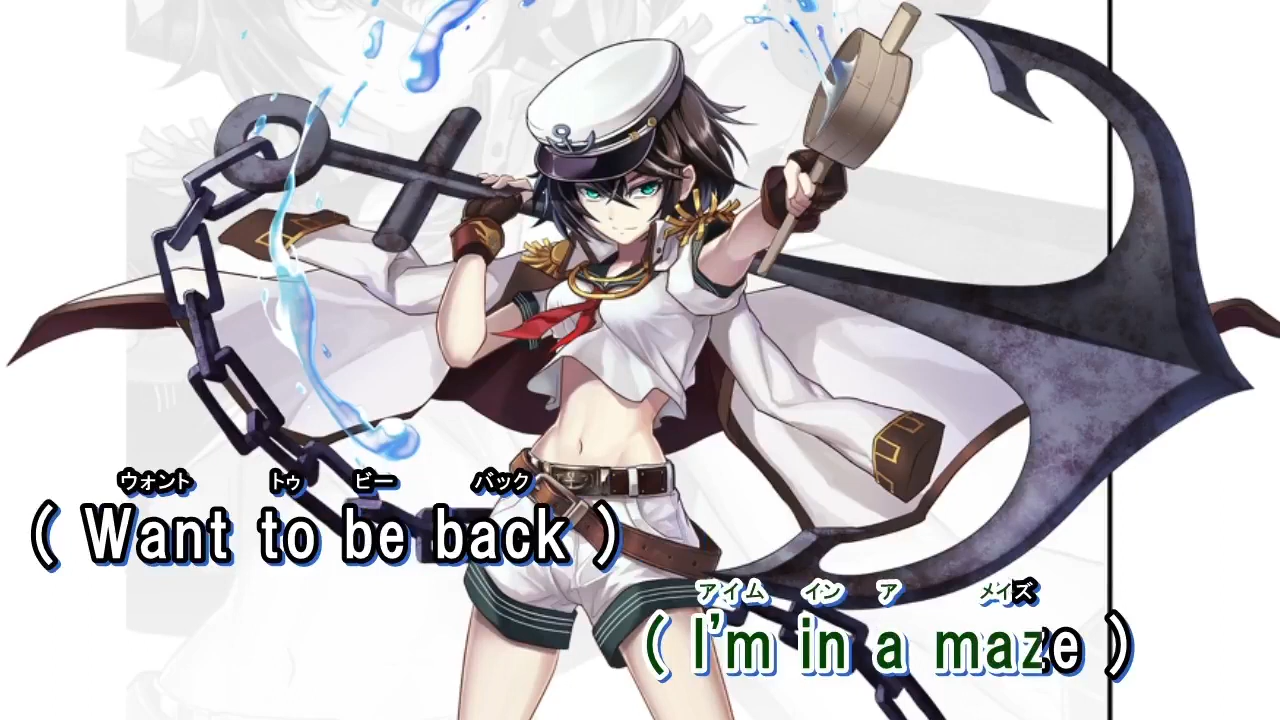 ウォント トゥ ビー バック
( Want to be back )
アイム イン ア メイズ
( I'm in a maze )